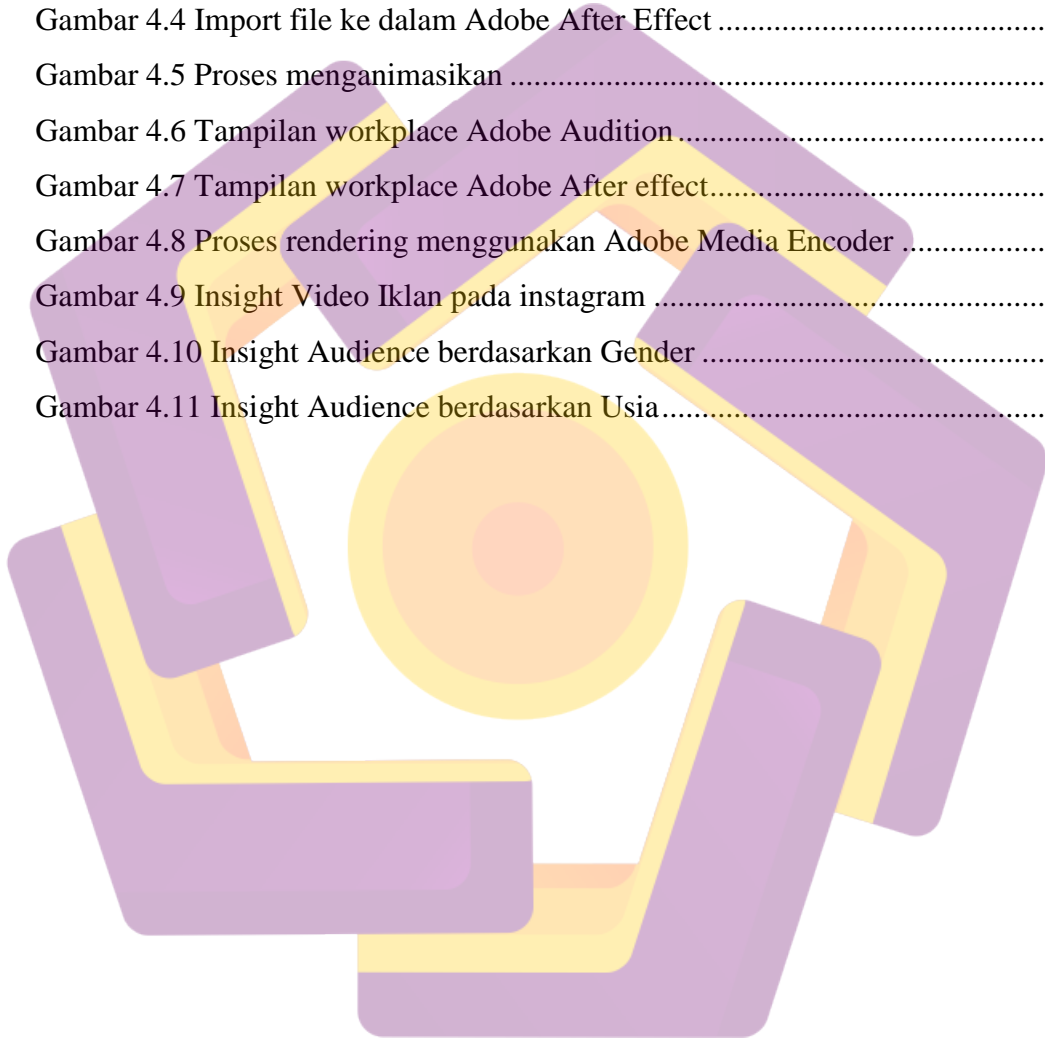 Gambar 4.4 Import file ke dalam Adobe After Effect ........................................
Gambar 4.5 Proses menganimasikan ..................................................................
Gambar 4.6 Tampilan workplace Adobe Audition ..............................................
Gambar 4.7 Tampilan workplace Adobe After effect..........................................
Gambar 4.8 Proses rendering menggunakan Adobe Media Encoder ..................
Gambar 4.9 Insight Video Iklan pada instagram .................................................
Gambar 4.10 Insight Audience berdasarkan Gender ...........................................
Gambar 4.11 Insight Audience berdasarkan Usia................................................